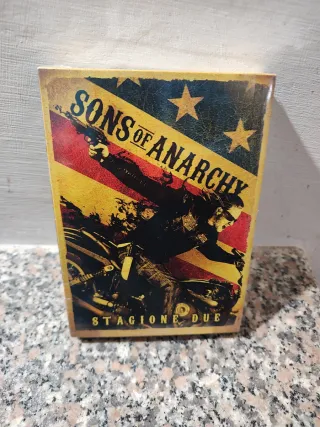 SONS OF ANARCHY
STAGIONE DUE